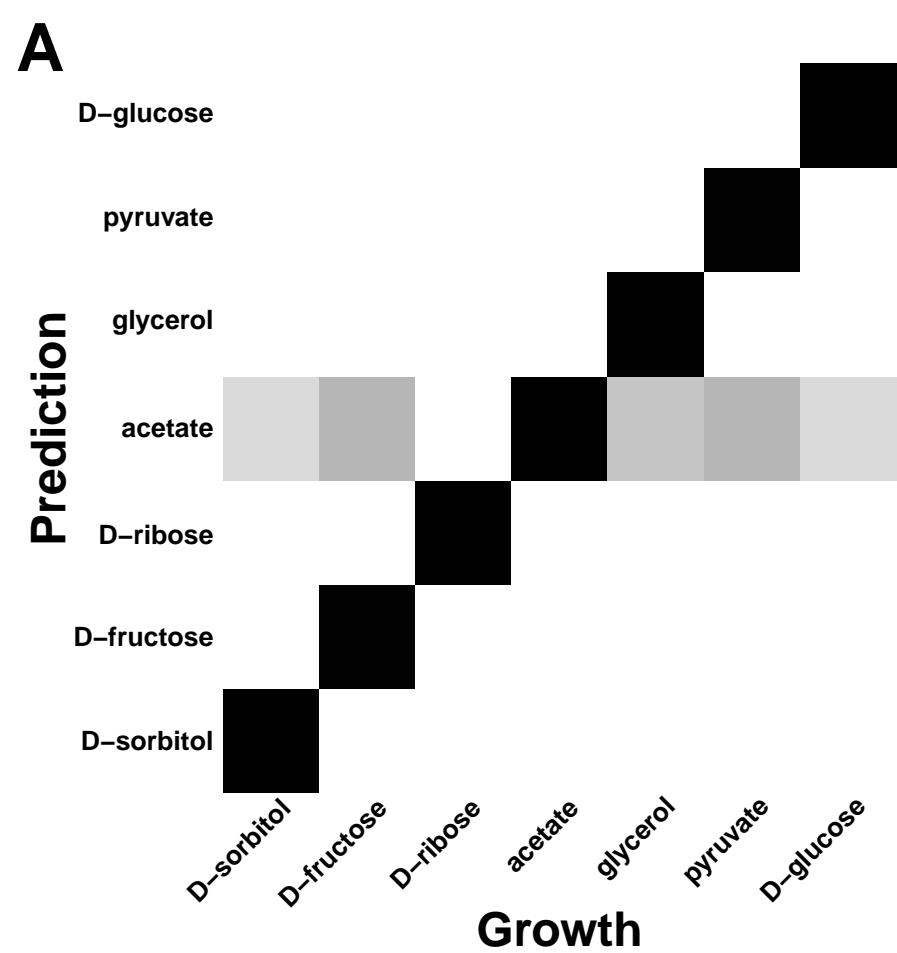 A
D−glucose
pyruvate
glycerol
acetate
D−ribose
D−fructose
D−sorbitol
Prediction
D−sorbitol
D−fructose
D−ribose
acetate
glycerol
pyruvate
D−glucose
Growth